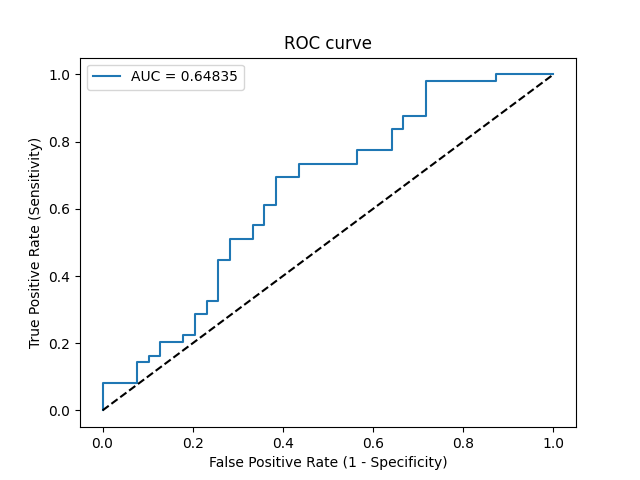 ROC curve
AUC = 0.64835
True Positive Rate (Sensitivity)
1.0
0.8
0.6
0.4
0.2
0.0
0.0 0.2 0.4 0.6 0.8 1.0
False Positive Rate (1 - Specificity)